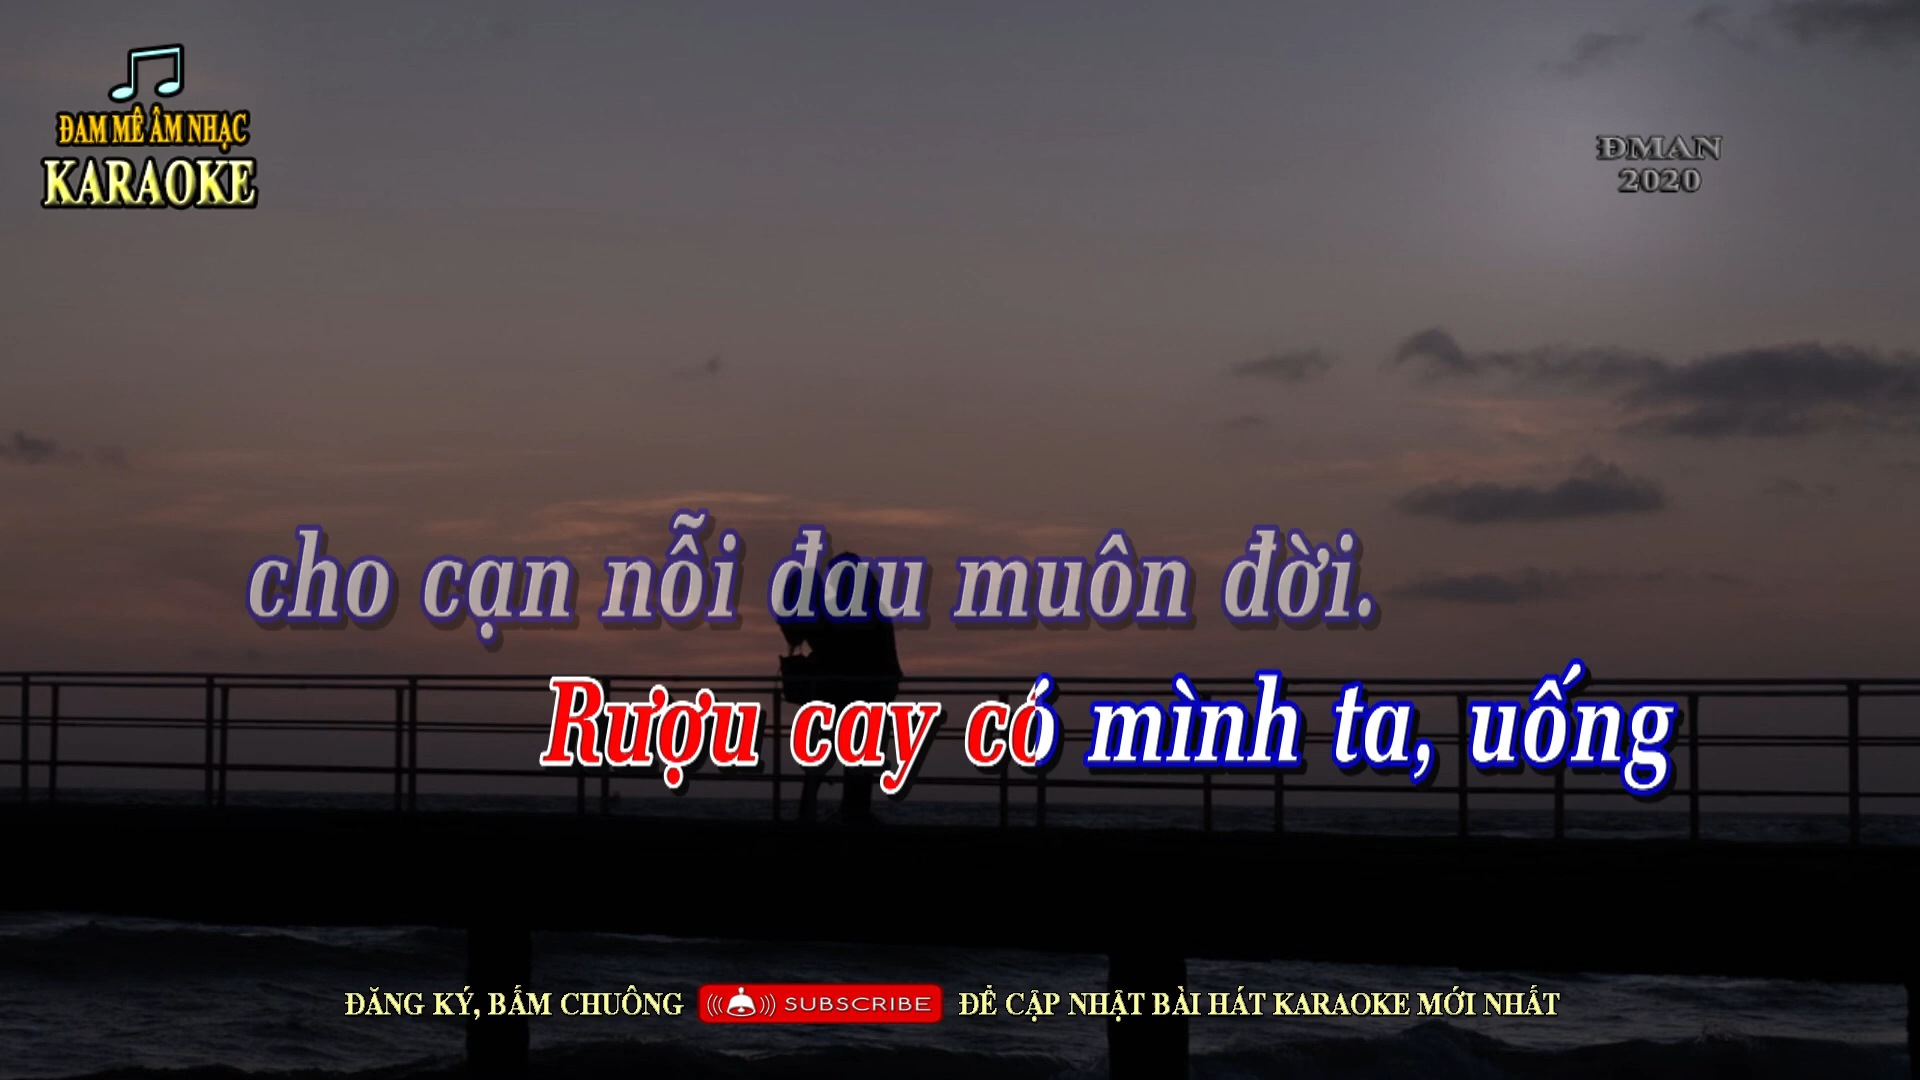 ĐAM MÊ ÂM NHẠC
KARAOKE
ĐMAN
2020
cho cạn nỗi đau muôn đời.
Rượu cay có mình ta, uống
ĐĂNG KÝ, BẤM CHUÔNG SUBSCRIBE ĐỂ CẬP NHẬT BÀI HÁT KARAOKE MỚI NHẤT